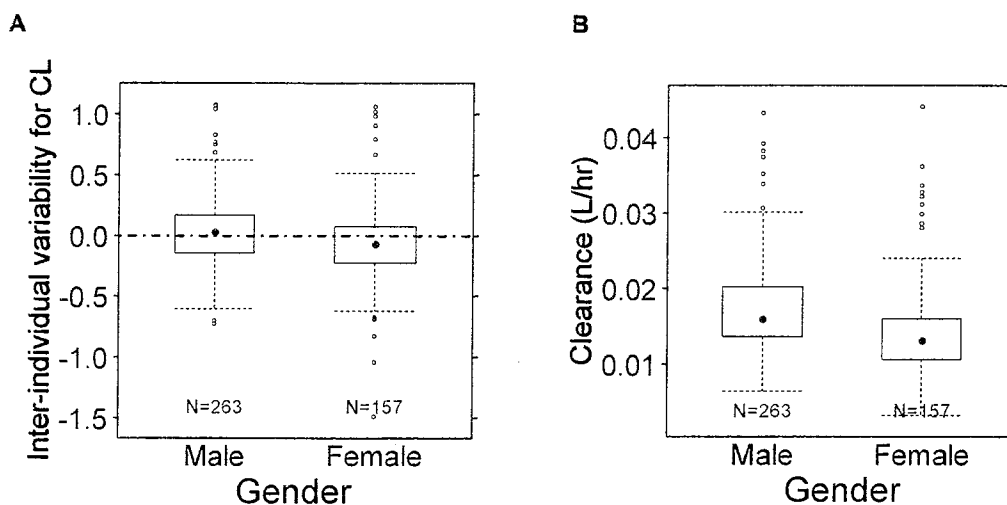 A
Inter-individual variability for CL
1.0
0.5
0.0
-0.5
-1.0
-1.5
N=263
N=157
Male
Female
Gender
B
Clearance (L/hr)
0.04
0.03
0.02
0.01
N=263
N=157
Male
Female
Gender